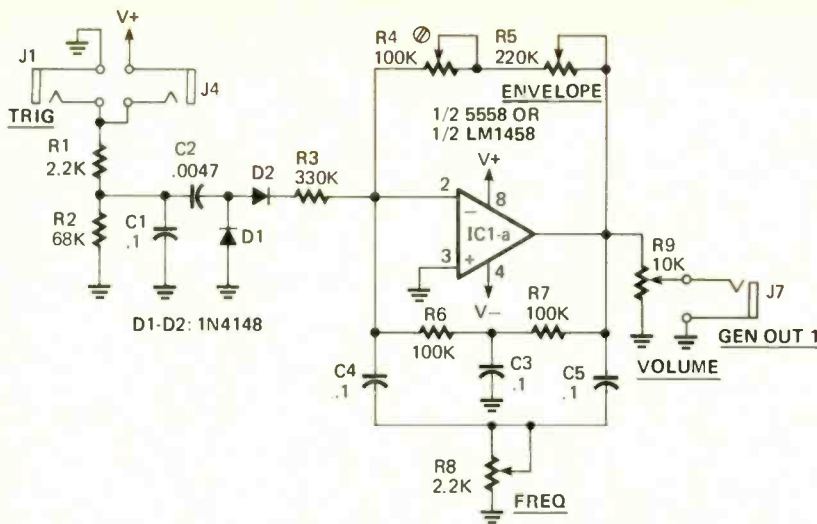 V+
J1
J4
TRIG
R1
2.2K
R2
68K
C1
.1
C2
.0047
D1
D2
R3
330K
D1-D2: 1N4148
R4
100K
R5
220K
ENVELOPE
1/2 5558 OR
1/2 LM1458
V+
2
8
−
IC1-a
3
+
4
V−
R6
100K
R7
100K
C4
.1
C3
.1
C5
.1
R8
2.2K
FREQ
R9
10K
VOLUME
J7
GEN OUT 1